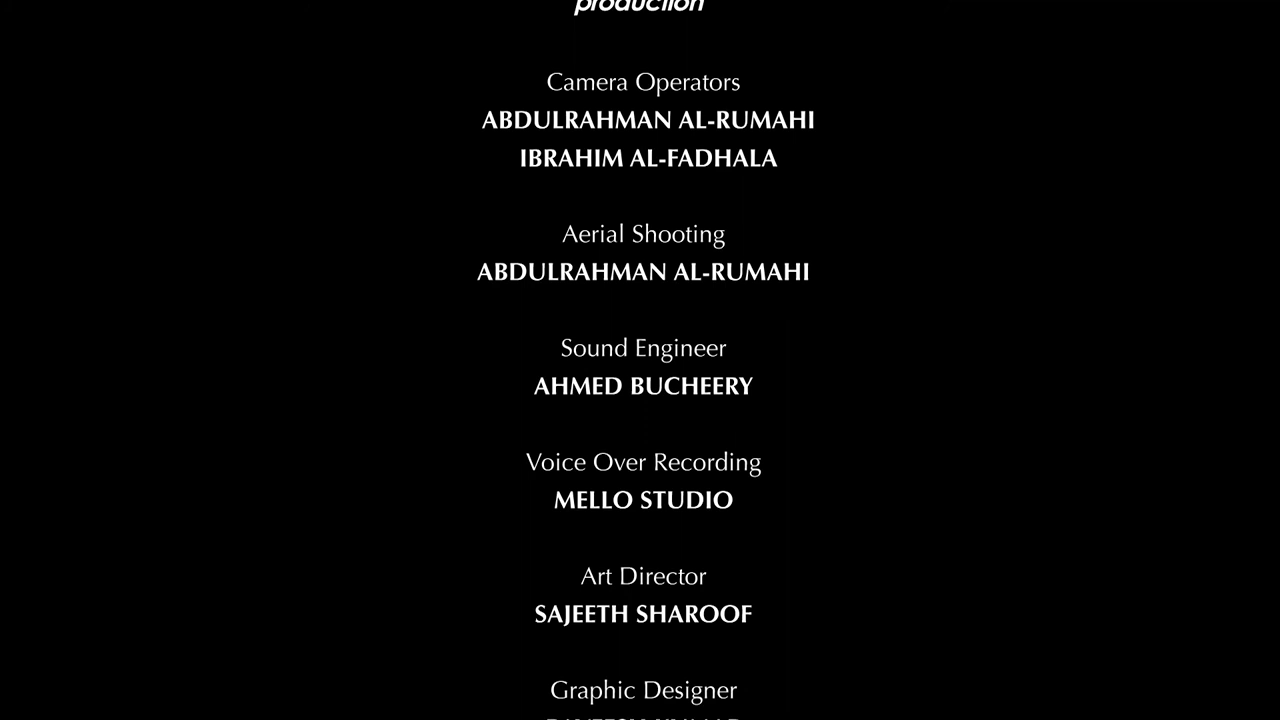 production
Camera Operators
ABDULRAHMAN AL-RUMAHI
IBRAHIM AL-FADHALA
Aerial Shooting
ABDULRAHMAN AL-RUMAHI
Sound Engineer
AHMED BUCHEERY
Voice Over Recording
MELLO STUDIO
Art Director
SAJEETH SHAROOF
Graphic Designer